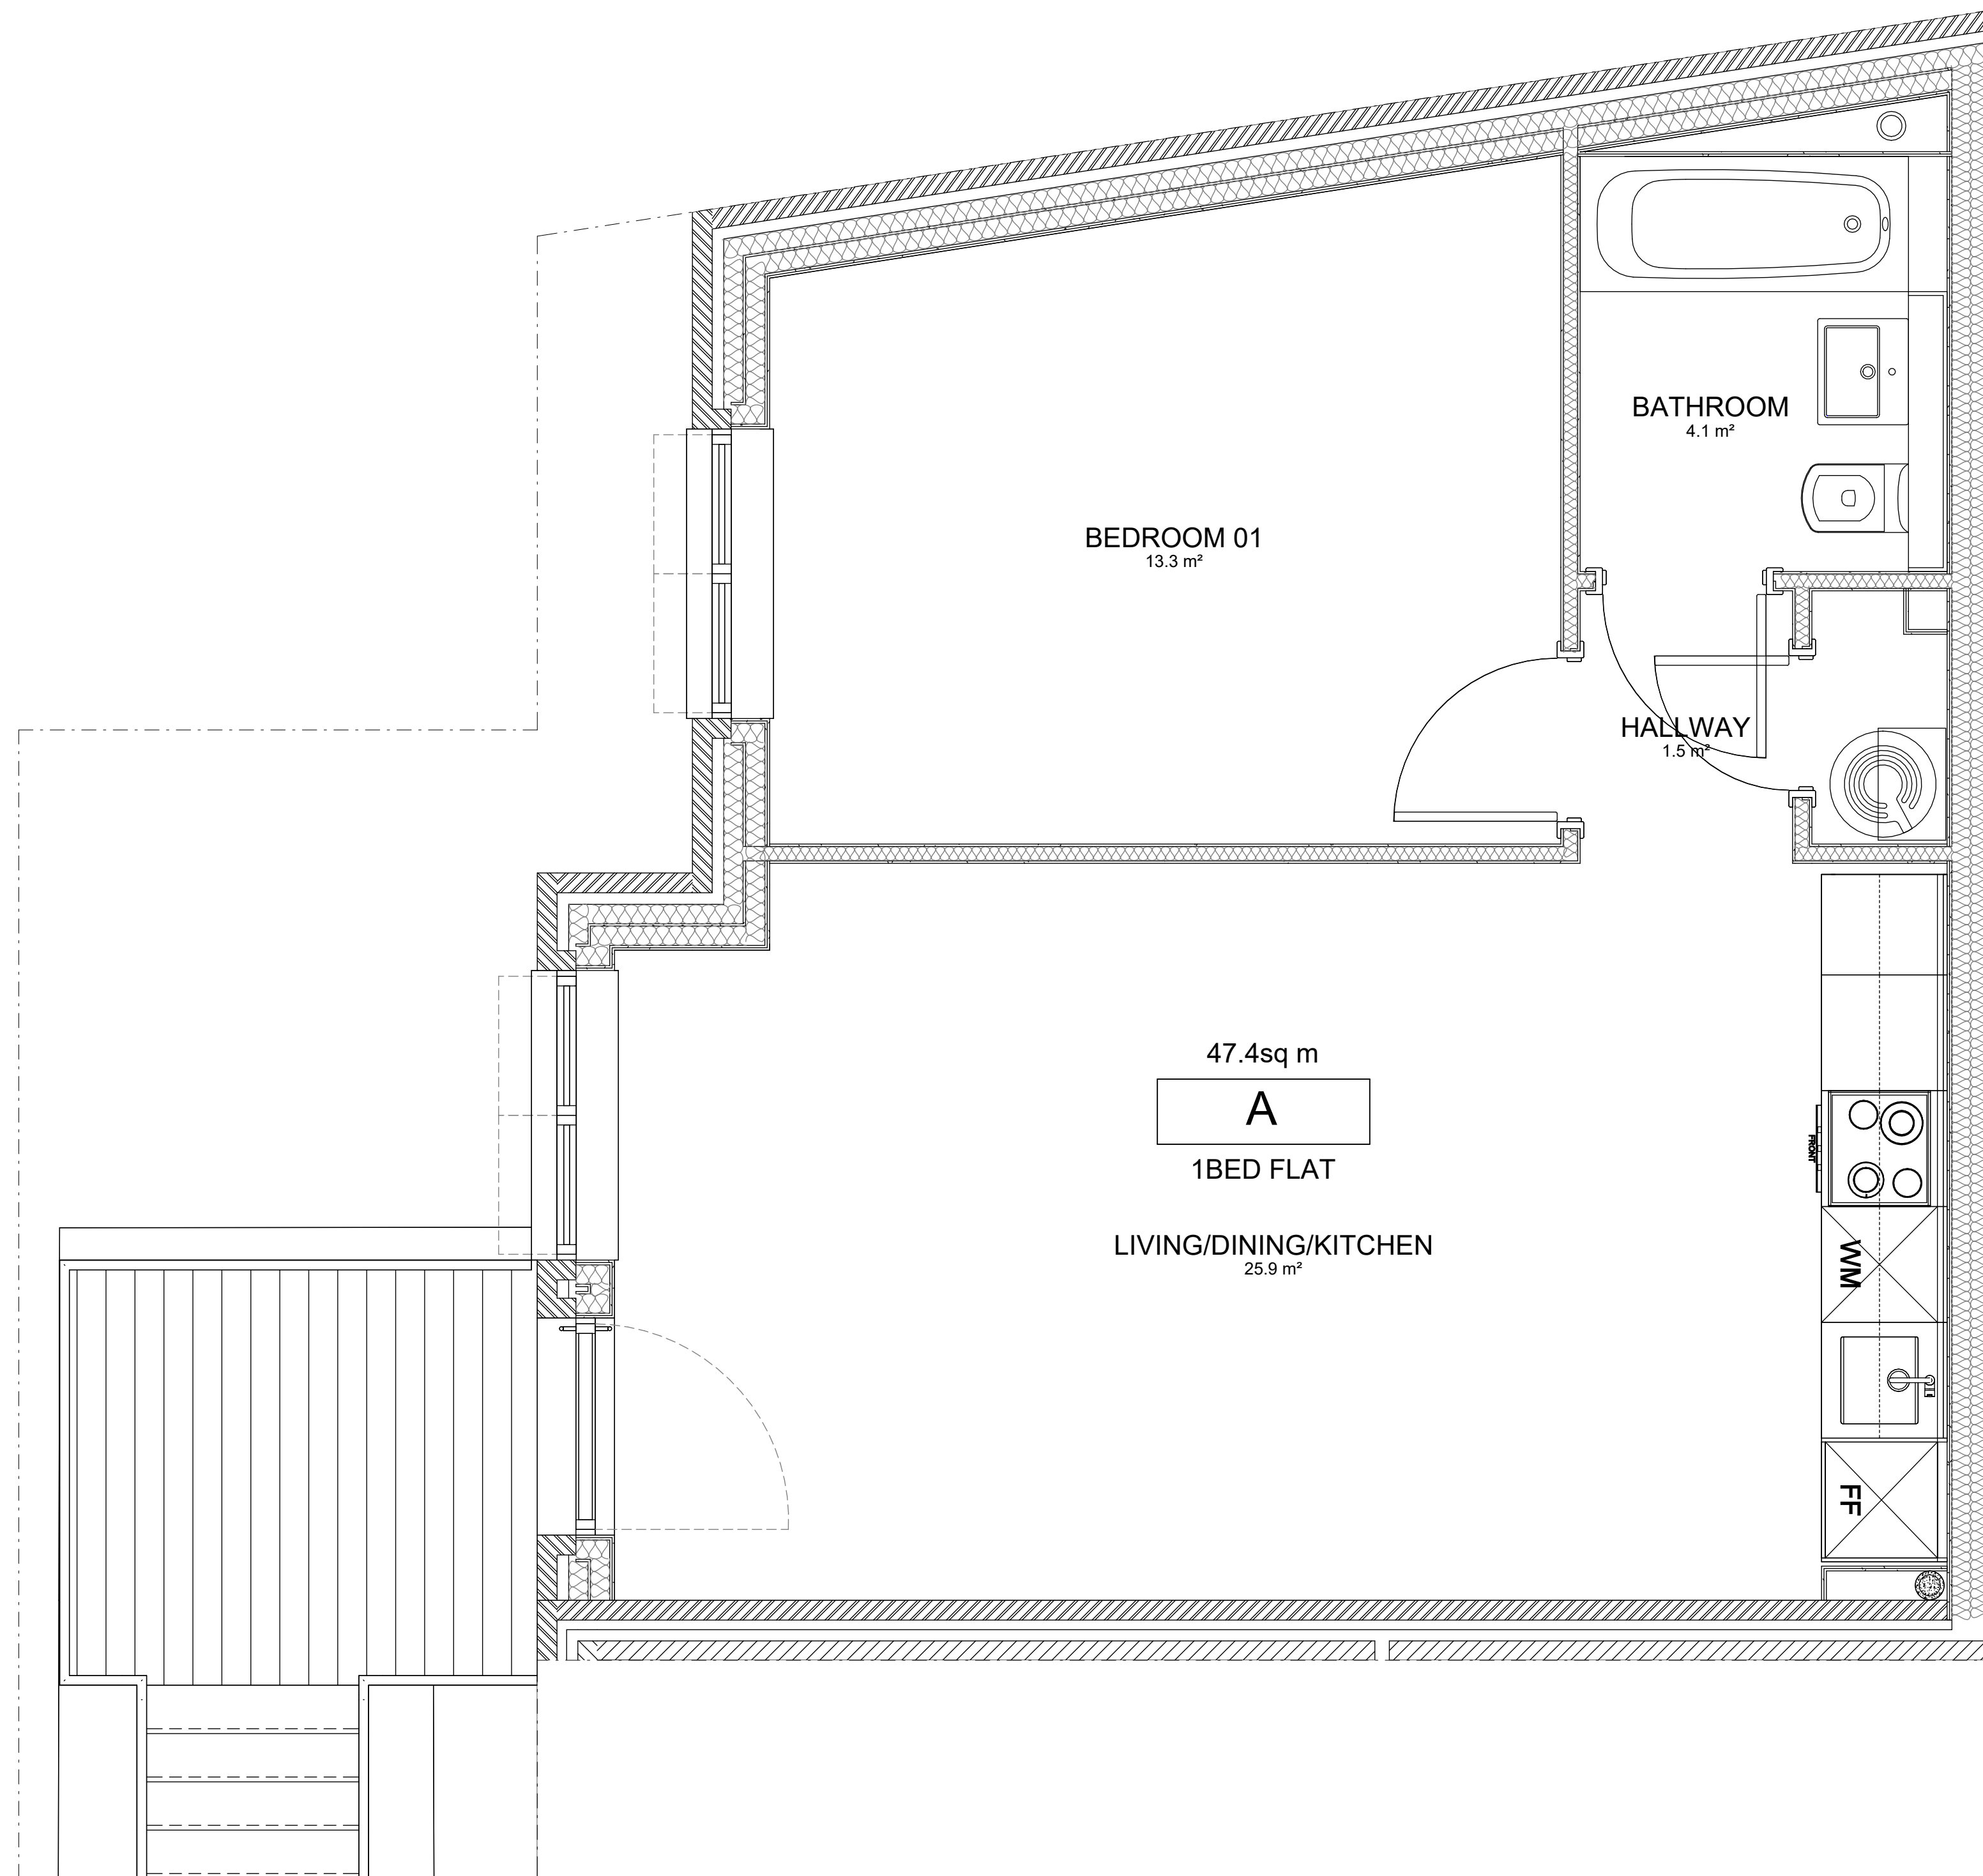 BATHROOM
4.1 m²
BEDROOM 01
13.3 m²
HALLWAY
1.5 m²
47.4sq m
A
1BED FLAT
FRONT
LIVING/DINING/KITCHEN
25.9 m²
WM
FF